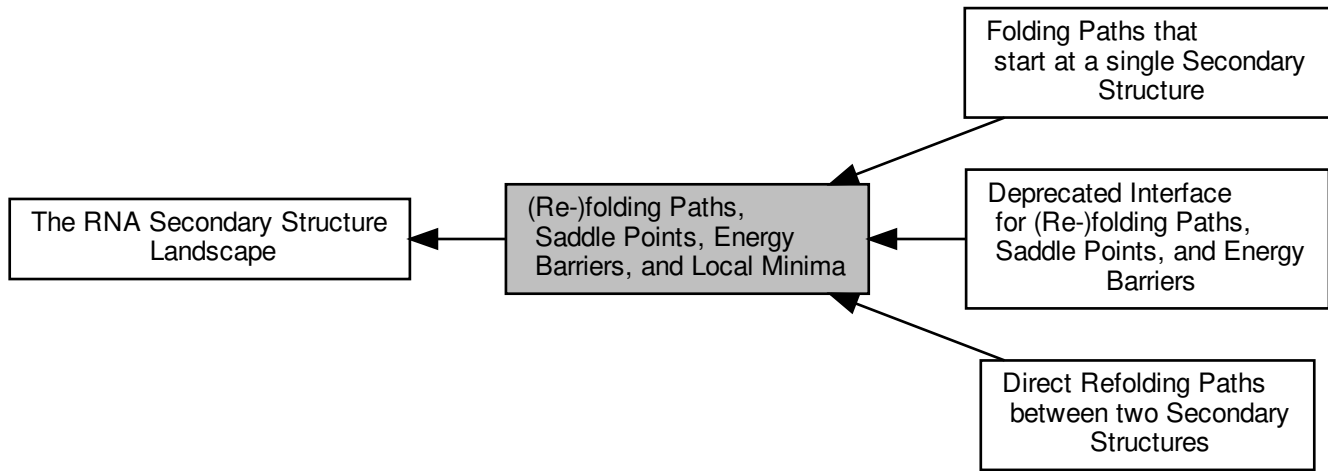 The RNA Secondary Structure
Landscape
(Re-)folding Paths,
Saddle Points, Energy
Barriers, and Local Minima
Folding Paths that
start at a single Secondary
Structure
Deprecated Interface
for (Re-)folding Paths,
Saddle Points, and Energy
Barriers
Direct Refolding Paths
between two Secondary
Structures